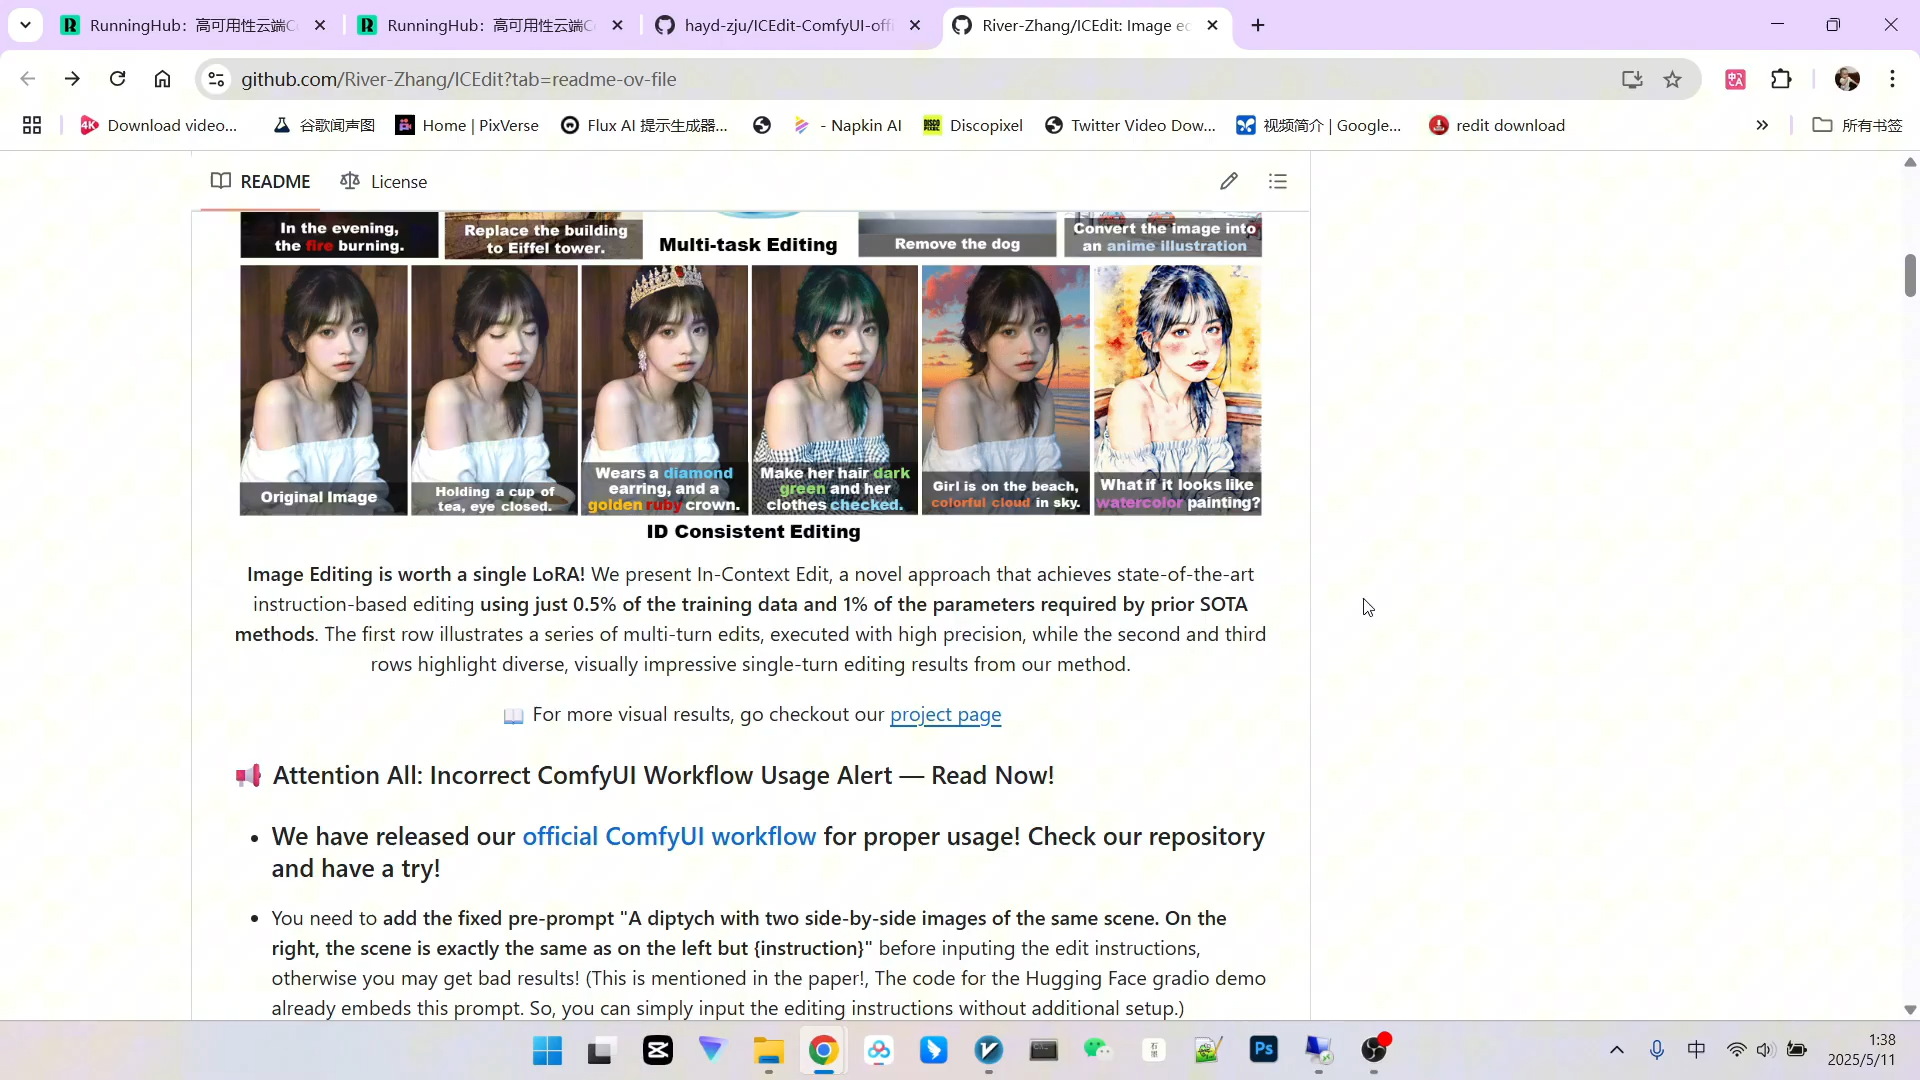 RunningHub：高可用性云端C
RunningHub：高可用性云端C
hayd-zju/ICEdit-ComfyUI-offi
River-Zhang/ICEdit: Image ed
github.com/River-Zhang/ICEdit?tab=readme-ov-file
4K
Download video...
谷歌闻声图
Home | PixVerse
Flux AI 提示生成器...
- Napkin AI
Discopixel
Twitter Video Dow...
视频简介 | Google...
redit download
所有书签
README
License
In the evening,
the fire burning.
Replace the building
to Eiffel tower.
Multi-task Editing
Remove the dog
Convert the image into
an anime illustration
Original Image
Holding a cup of
tea, eye closed.
Wears a diamond
earring, and a
golden ruby crown.
Make her hair dark
green and her
clothes checked.
Girl is on the beach,
colorful cloud in sky.
What if it looks like
watercolor painting?
ID Consistent Editing
Image Editing is worth a single LoRA! We present In-Context Edit, a novel approach that achieves state-of-the-art
instruction-based editing using just 0.5% of the training data and 1% of the parameters required by prior SOTA
methods. The first row illustrates a series of multi-turn edits, executed with high precision, while the second and third
rows highlight diverse, visually impressive single-turn editing results from our method.
📖 For more visual results, go checkout our project page
📢 Attention All: Incorrect ComfyUI Workflow Usage Alert — Read Now!
• We have released our official ComfyUI workflow for proper usage! Check our repository
and have a try!
• You need to add the fixed pre-prompt "A diptych with two side-by-side images of the same scene. On the
right, the scene is exactly the same as on the left but {instruction}" before inputing the edit instructions,
otherwise you may get bad results! (This is mentioned in the paper!, The code for the Hugging Face gradio demo
already embeds this prompt. So, you can simply input the editing instructions without additional setup.)
Ps
中
1:38
2025/5/11